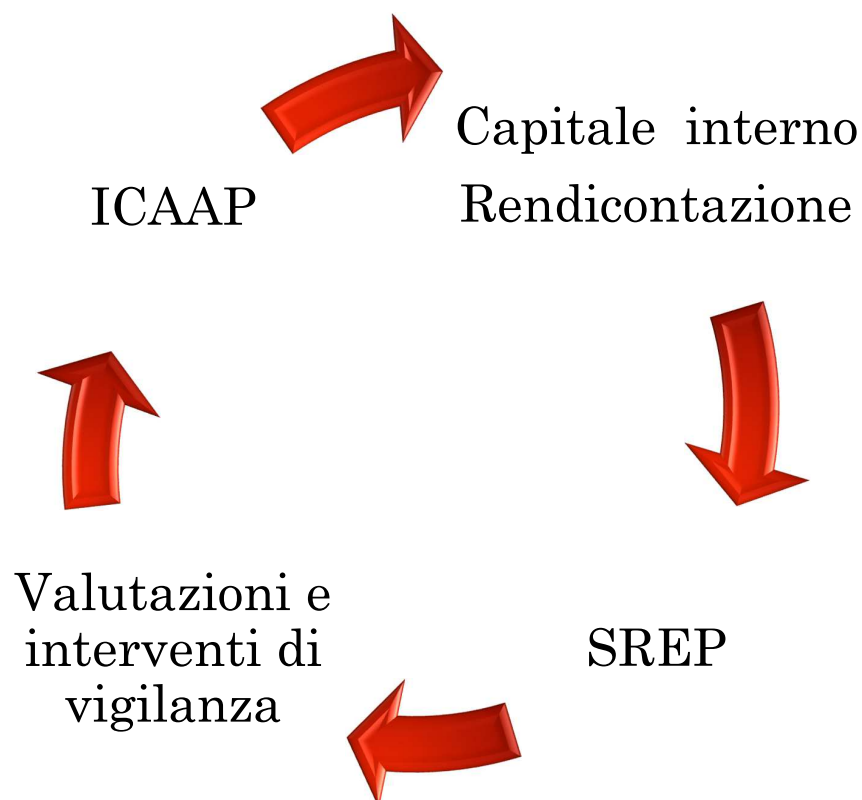 Capitale interno
Rendicontazione
ICAAP
Valutazioni e
interventi di
vigilanza
SREP